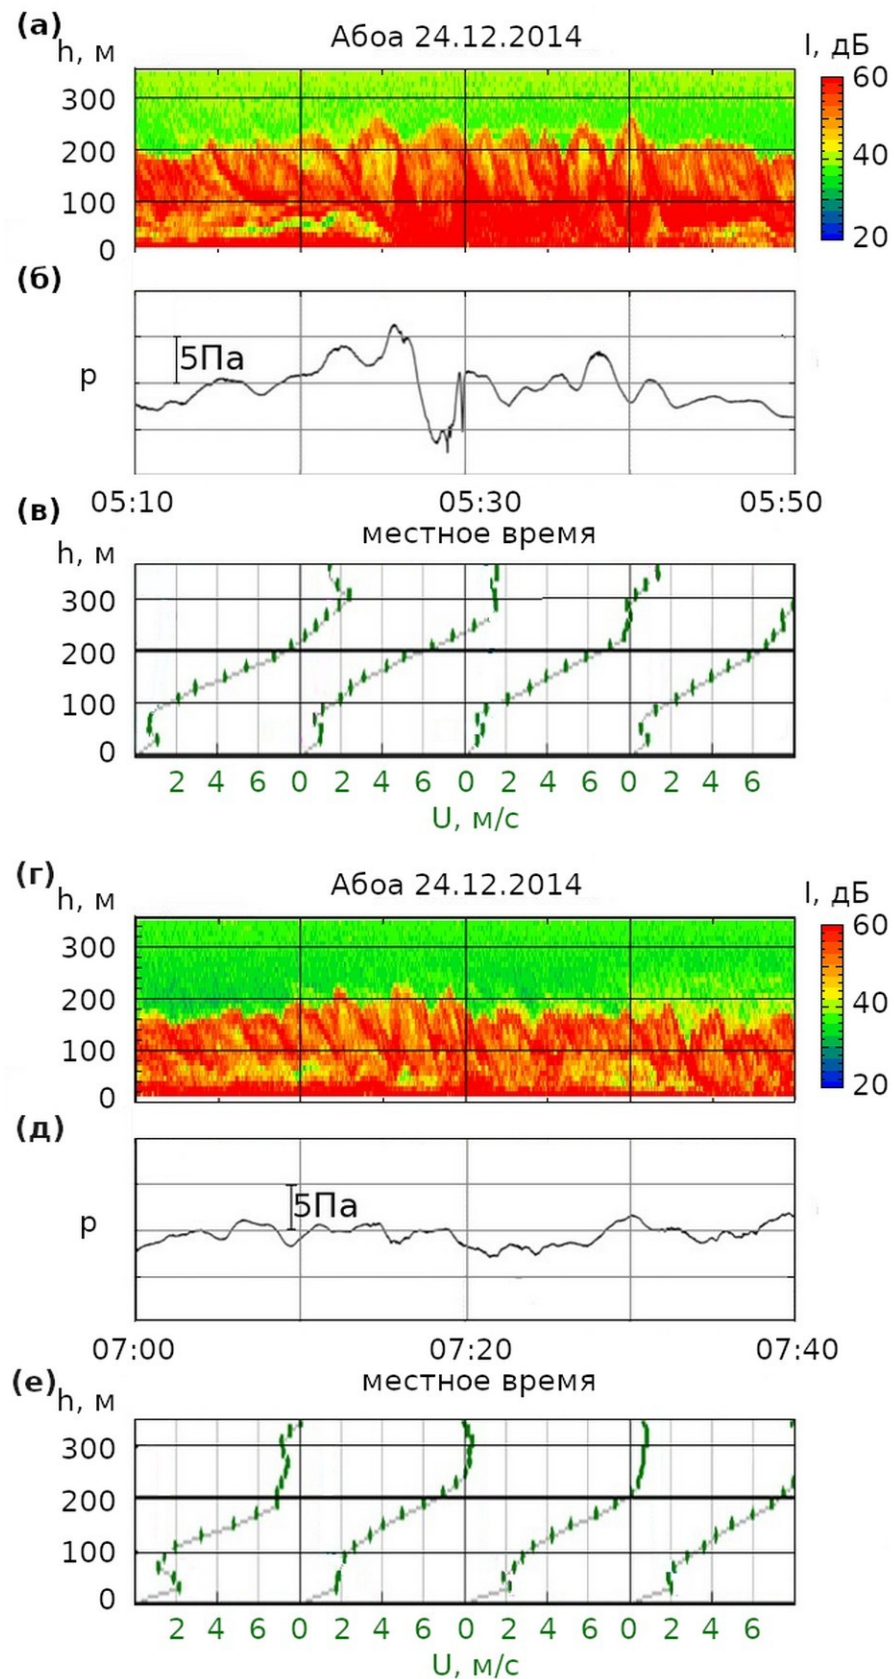 (а)
Абоа 24.12.2014
h, м
I, дБ
300
200
100
0
60
40
20
(б)
5Па
p
05:10 05:30 05:50
местное время
(в)
h, м
300
200
100
0
2 4 6 0 2 4 6 0 2 4 6 0 2 4 6
U, м/с
(г)
Абоа 24.12.2014
h, м
I, дБ
300
200
100
0
60
40
20
(д)
5Па
p
07:00 07:20 07:40
местное время
(е)
h, м
300
200
100
0
2 4 6 0 2 4 6 0 2 4 6 0 2 4 6
U, м/с